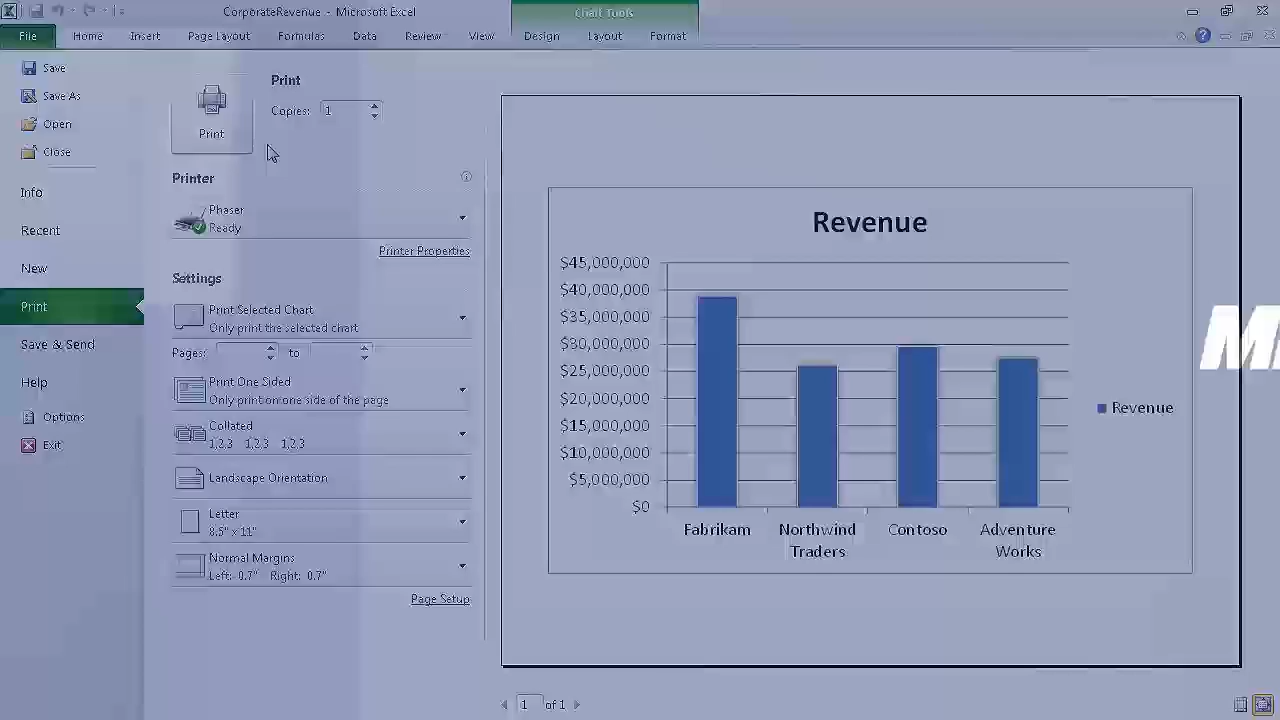 CorporateRevenue - Microsoft Excel
Chart Tools
File Home Insert Page Layout Formulas Data Review View Design Layout Format
Save
Save As
Open
Close
Info
Recent
New
Print
Save & Send
Help
Options
Exit
Print
Print
Copies: 1
Printer
Phaser
Ready
Printer Properties
Settings
Print Selected Chart
Only print the selected chart
Pages: to
Print One Sided
Only print on one side of the page
Collated
1,2,3 1,2,3 1,2,3
Landscape Orientation
Letter
8.5" x 11"
Normal Margins
Left: 0.7" Right: 0.7"
Page Setup
Revenue
$45,000,000
$40,000,000
$35,000,000
$30,000,000
$25,000,000
$20,000,000
$15,000,000
$10,000,000
$5,000,000
$0
Fabrikam
Northwind
Traders
Contoso
Adventure
Works
Revenue
1 of 1